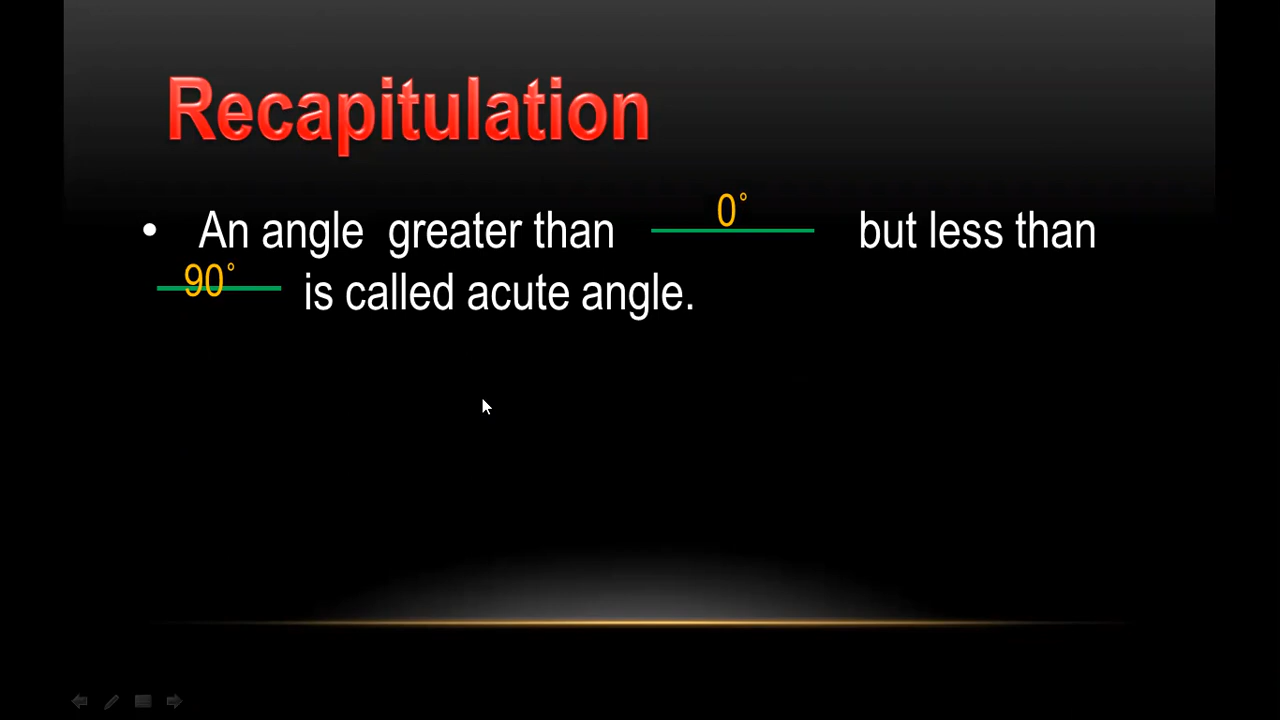 Recapitulation
• An angle greater than 0° but less than
90° is called acute angle.